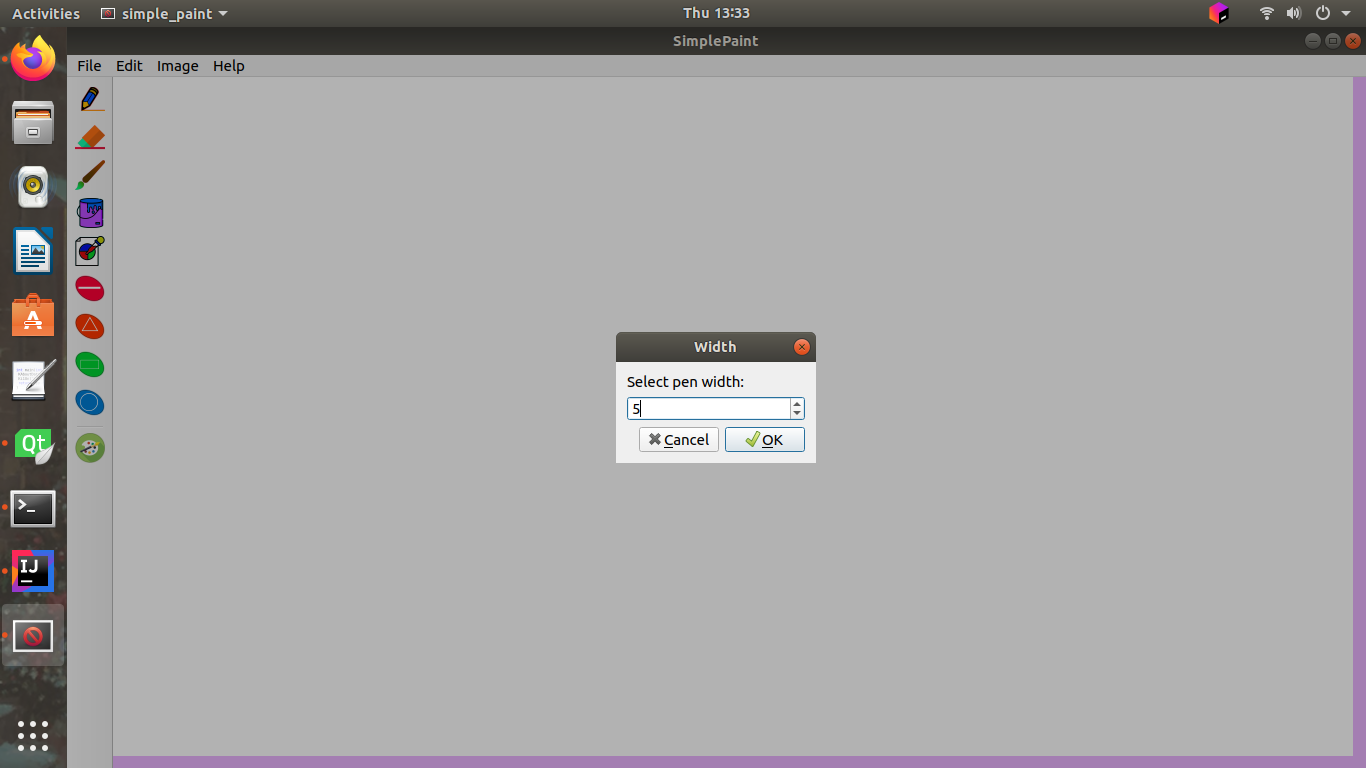 Activities simple_paint Thu 13:33
SimplePaint
File Edit Image Help
Width
Select pen width:
5
Cancel OK
A
Qt
>_
IJ